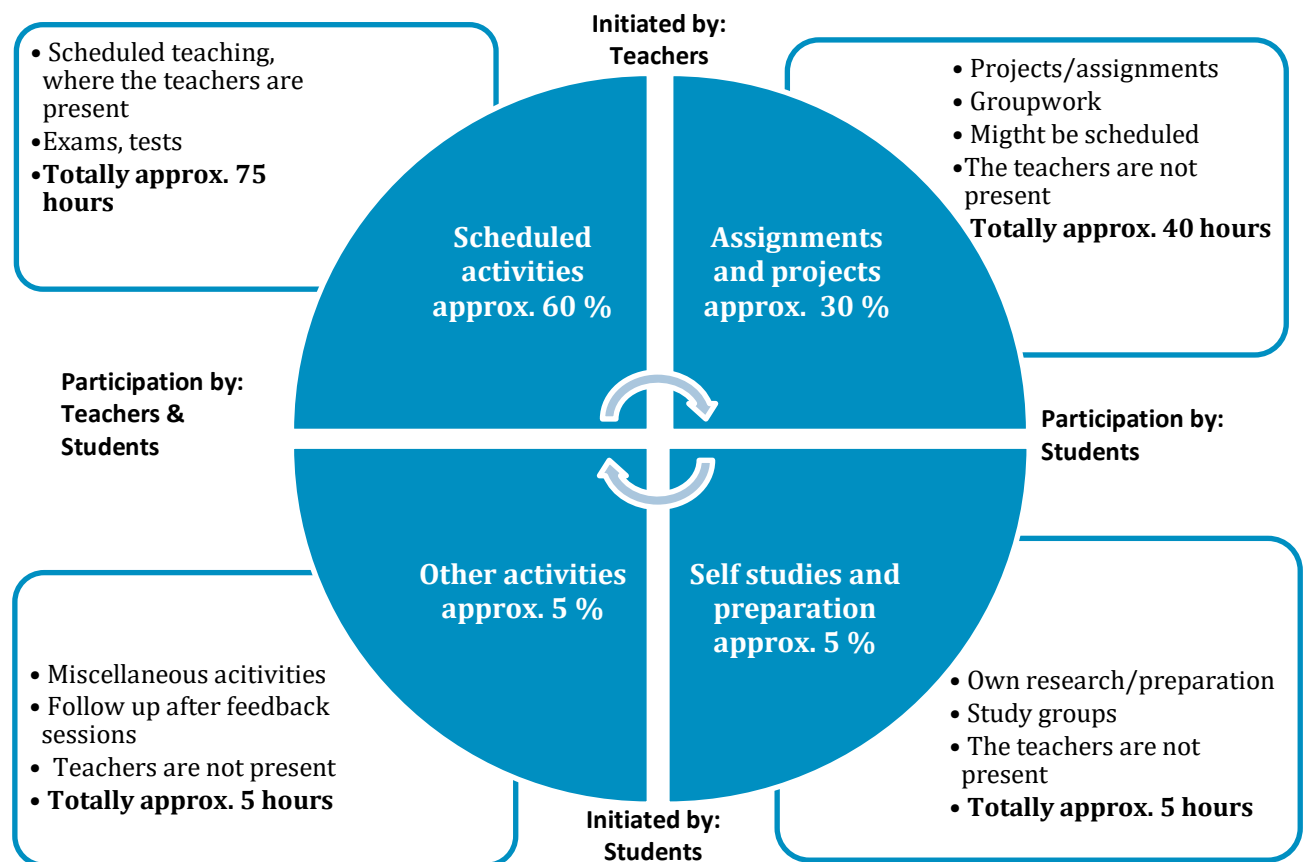 Initiated by:
Teachers
• Scheduled teaching,
where the teachers are
present
•Exams, tests
•Totally approx. 75
hours
• Projects/assignments
• Groupwork
• Migtht be scheduled
•The teachers are not
present
Totally approx. 40 hours
Scheduled
activities
approx. 60 %
Assignments
and projects
approx.  30 %
Participation by:
Teachers &
Students
Participation by:
Students
Other activities
approx. 5 %
Self studies and
preparation
approx. 5 %
• Miscellaneous acitivities
• Follow up after feedback
sessions
•  Teachers are not present
• Totally approx. 5 hours
• Own research/preparation
• Study groups
• The teachers are not
present
• Totally approx. 5 hours
Initiated by:
Students